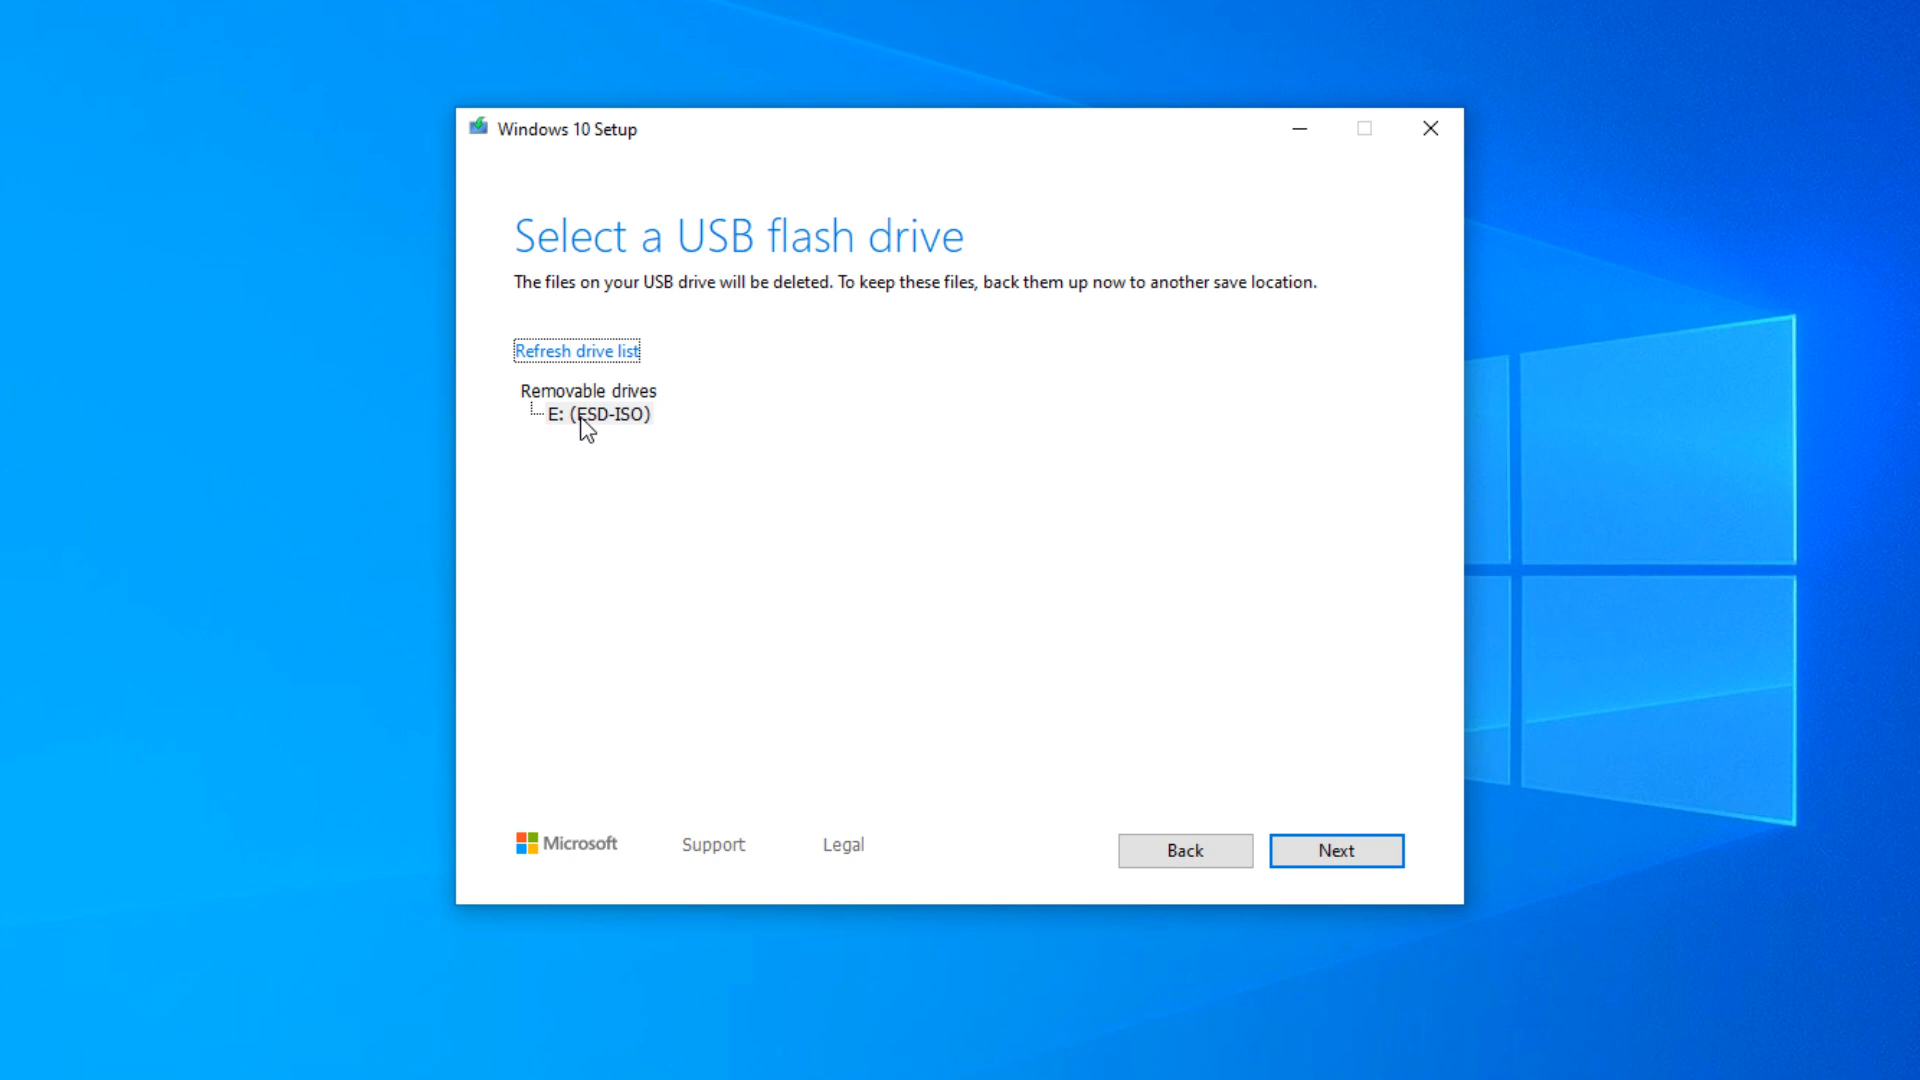 Windows 10 Setup
Select a USB flash drive
The files on your USB drive will be deleted. To keep these files, back them up now to another save location.
Refresh drive list
Removable drives
E: (ESD-ISO)
Microsoft Support Legal Back Next